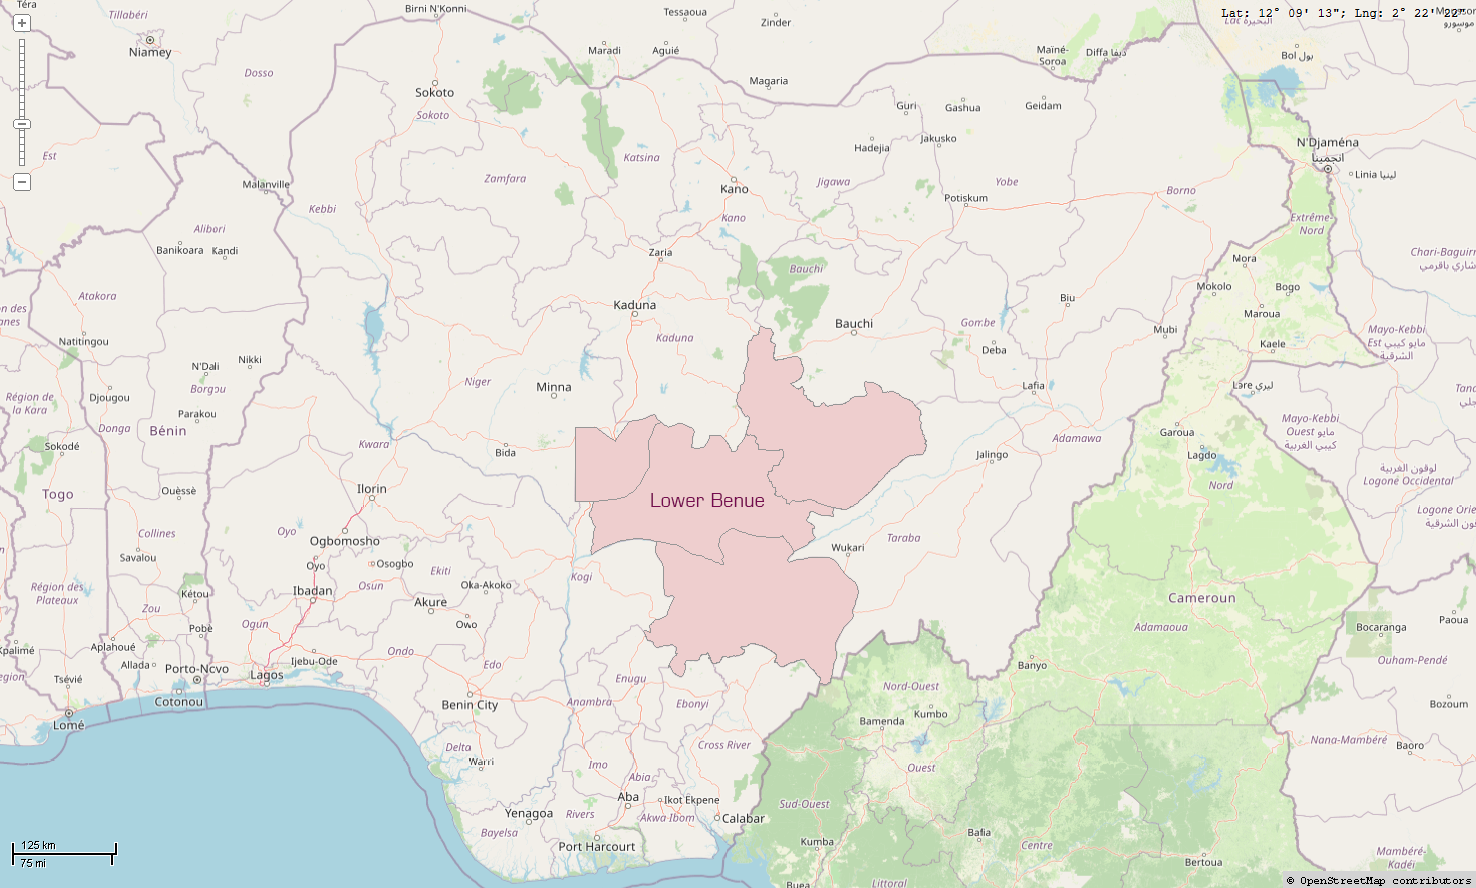 Téra
Tillabéri
Birni N'Konni
Tessaoua
Zinder
Lat: 12° 09' 13"; Lng: 2° 22' 22"
Niamey
Maradi
Aguié
Maïné-
Soroa
Diffa ديفا
Bol بول
Dosso
Magaria
Sokoto
Sokoto
Guri
Gashua
Geidam
Jakusko
Hadejia
N'Djaména
انجمينا
Est
Katsina
Linia لينيا
Zamfara
Malanville
Kano
Jigawa
Yobe
Borno
Potiskum
Kebbi
Kano
Extrême-
Nord
Alibori
Banikoara
Kandi
Zaria
Mora
Chari-Baguirmi
Bauchi
Mokolo
Bogo
Atakora
Kaduna
Biu
Maroua
Bauchi
Gombe
Mubi
Mayo-Kebbi
Est مايو كيبي
الشرقية
Natitingou
Kaduna
Deba
Kaele
N'Dali
Nikki
Niger
Minna
Lafia
Lere ليري
Région de
la Kara
Djougou
Borgou
Parakou
Donga
Bénin
Mayo-Kebbi
Ouest مايو
كيبي الغربية
Sokodé
Kwara
Adamawa
Garoua
Bida
Jalingo
Lagdo
لوقون الغربية
Logone Occidental
Togo
Ouèssè
Ilorin
Lower Benue
Nord
Collines
Oyo
Ogbomosho
Taraba
Savalou
Wukari
Oyo
Osogbo
Ekiti
Kogi
Région des
Plateaux
Kétou
Osun
Oka-Akoko
Ibadan
Zou
Akure
Cameroun
Ogun
Owo
Pobè
Adamaoua
Bocaranga
Paoua
Aplahoué
Kpalimé
Ijebu-Ode
Ondo
Edo
Allada
Porto-Novo
Lagos
Banyo
Ouham-Pendé
Tsévié
Enugu
Nord-Ouest
Cotonou
Benin City
Anambra
Ebonyi
Bozoum
Lomé
Bamenda
Kumbo
Delta
Cross River
Nana-Mambéré
Baoro
Warri
Imo
Abia
Ouest
Aba
Ikot Ekpene
Sud-Ouest
Yenagoa
Rivers
Akwa Ibom
Calabar
Bayelsa
Bafia
Port Harcourt
Kumba
Centre
125 km
75 mi
Mambéré-
Kadéï
Bertoua
Buea
Littoral
© OpenStreetMap contributors